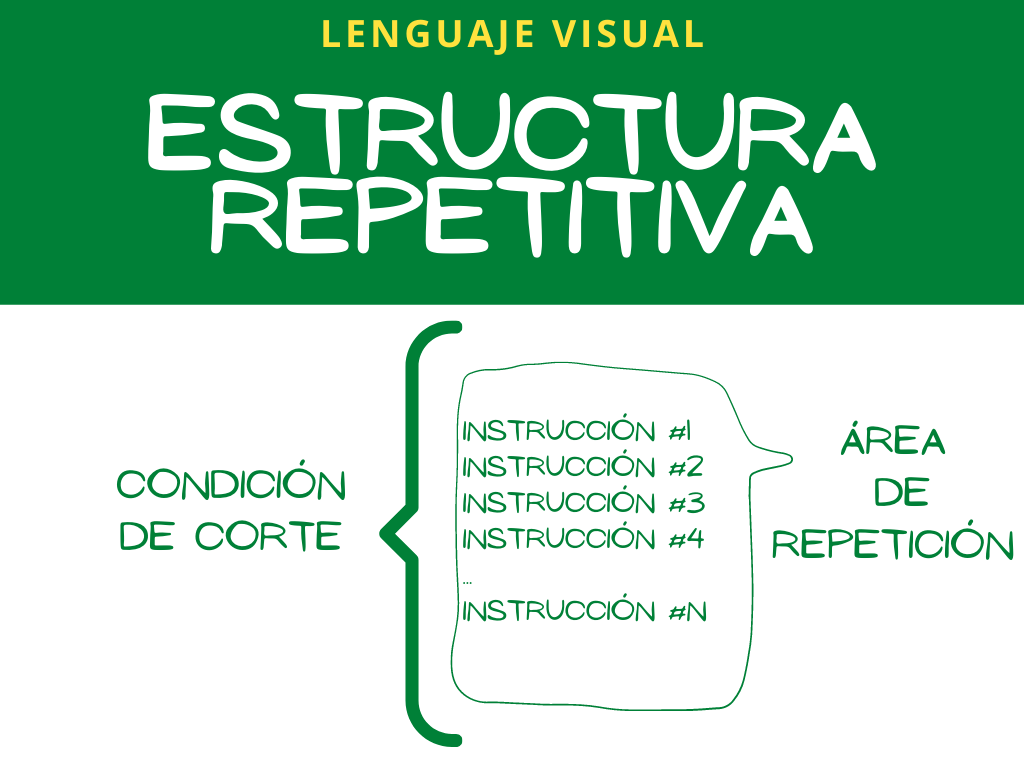 LENGUAJE VISUAL
ESTRUCTURA
REPETITIVA
CONDICIÓN
DE CORTE
INSTRUCCIÓN #1
INSTRUCCIÓN #2
INSTRUCCIÓN #3
INSTRUCCIÓN #4
...
INSTRUCCIÓN #N
ÁREA
DE
REPETICIÓN